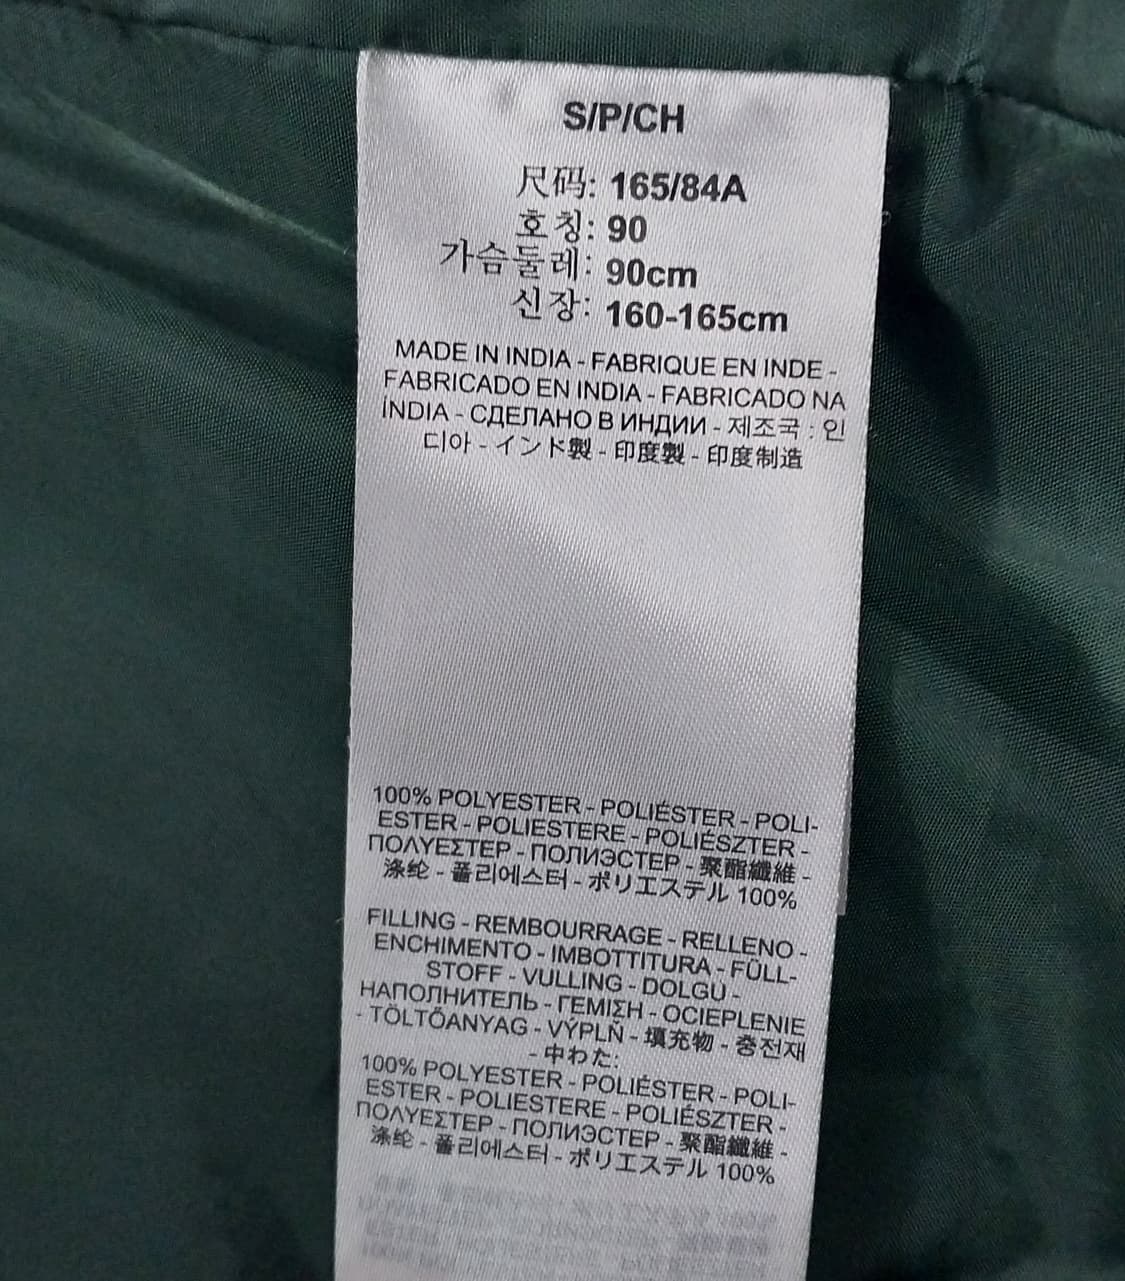 S/P/CH
尺码: 165/84A
호칭: 90
가슴둘레: 90cm
신장: 160-165cm
MADE IN INDIA - FABRIQUE EN INDE -
FABRICADO EN INDIA - FABRICADO NA
ÍNDIA - СДЕЛАНО В ИНДИИ - 제조국 : 인
디아 - インド製 - 印度製 - 印度制造
100% POLYESTER - POLIÉSTER - POLI-
ESTER - POLIESTERE - POLIÉSZTER -
ΠΟΛΥΕΣΤΕΡ - ПОЛИЭСТЕР - 聚酯纖維 -
涤纶 - 폴리에스터 - ポリエステル 100%
FILLING - REMBOURRAGE - RELLENO -
ENCHIMENTO - IMBOTTITURA - FÜLL-
STOFF - VULLING - DOLGU -
НАПОЛНИТЕЛЬ - ΓΕΜΙΣΗ - OCIEPLENIE
- TÖLTŐANYAG - VÝPLŇ - 填充物 - 충전재
- 中わた:
100% POLYESTER - POLIÉSTER - POLI-
ESTER - POLIESTERE - POLIÉSZTER -
ΠΟΛΥΕΣΤΕΡ - ПОЛИЭСТЕР - 聚酯纖維 -
涤纶 - 폴리에스터 - ポリエステル 100%